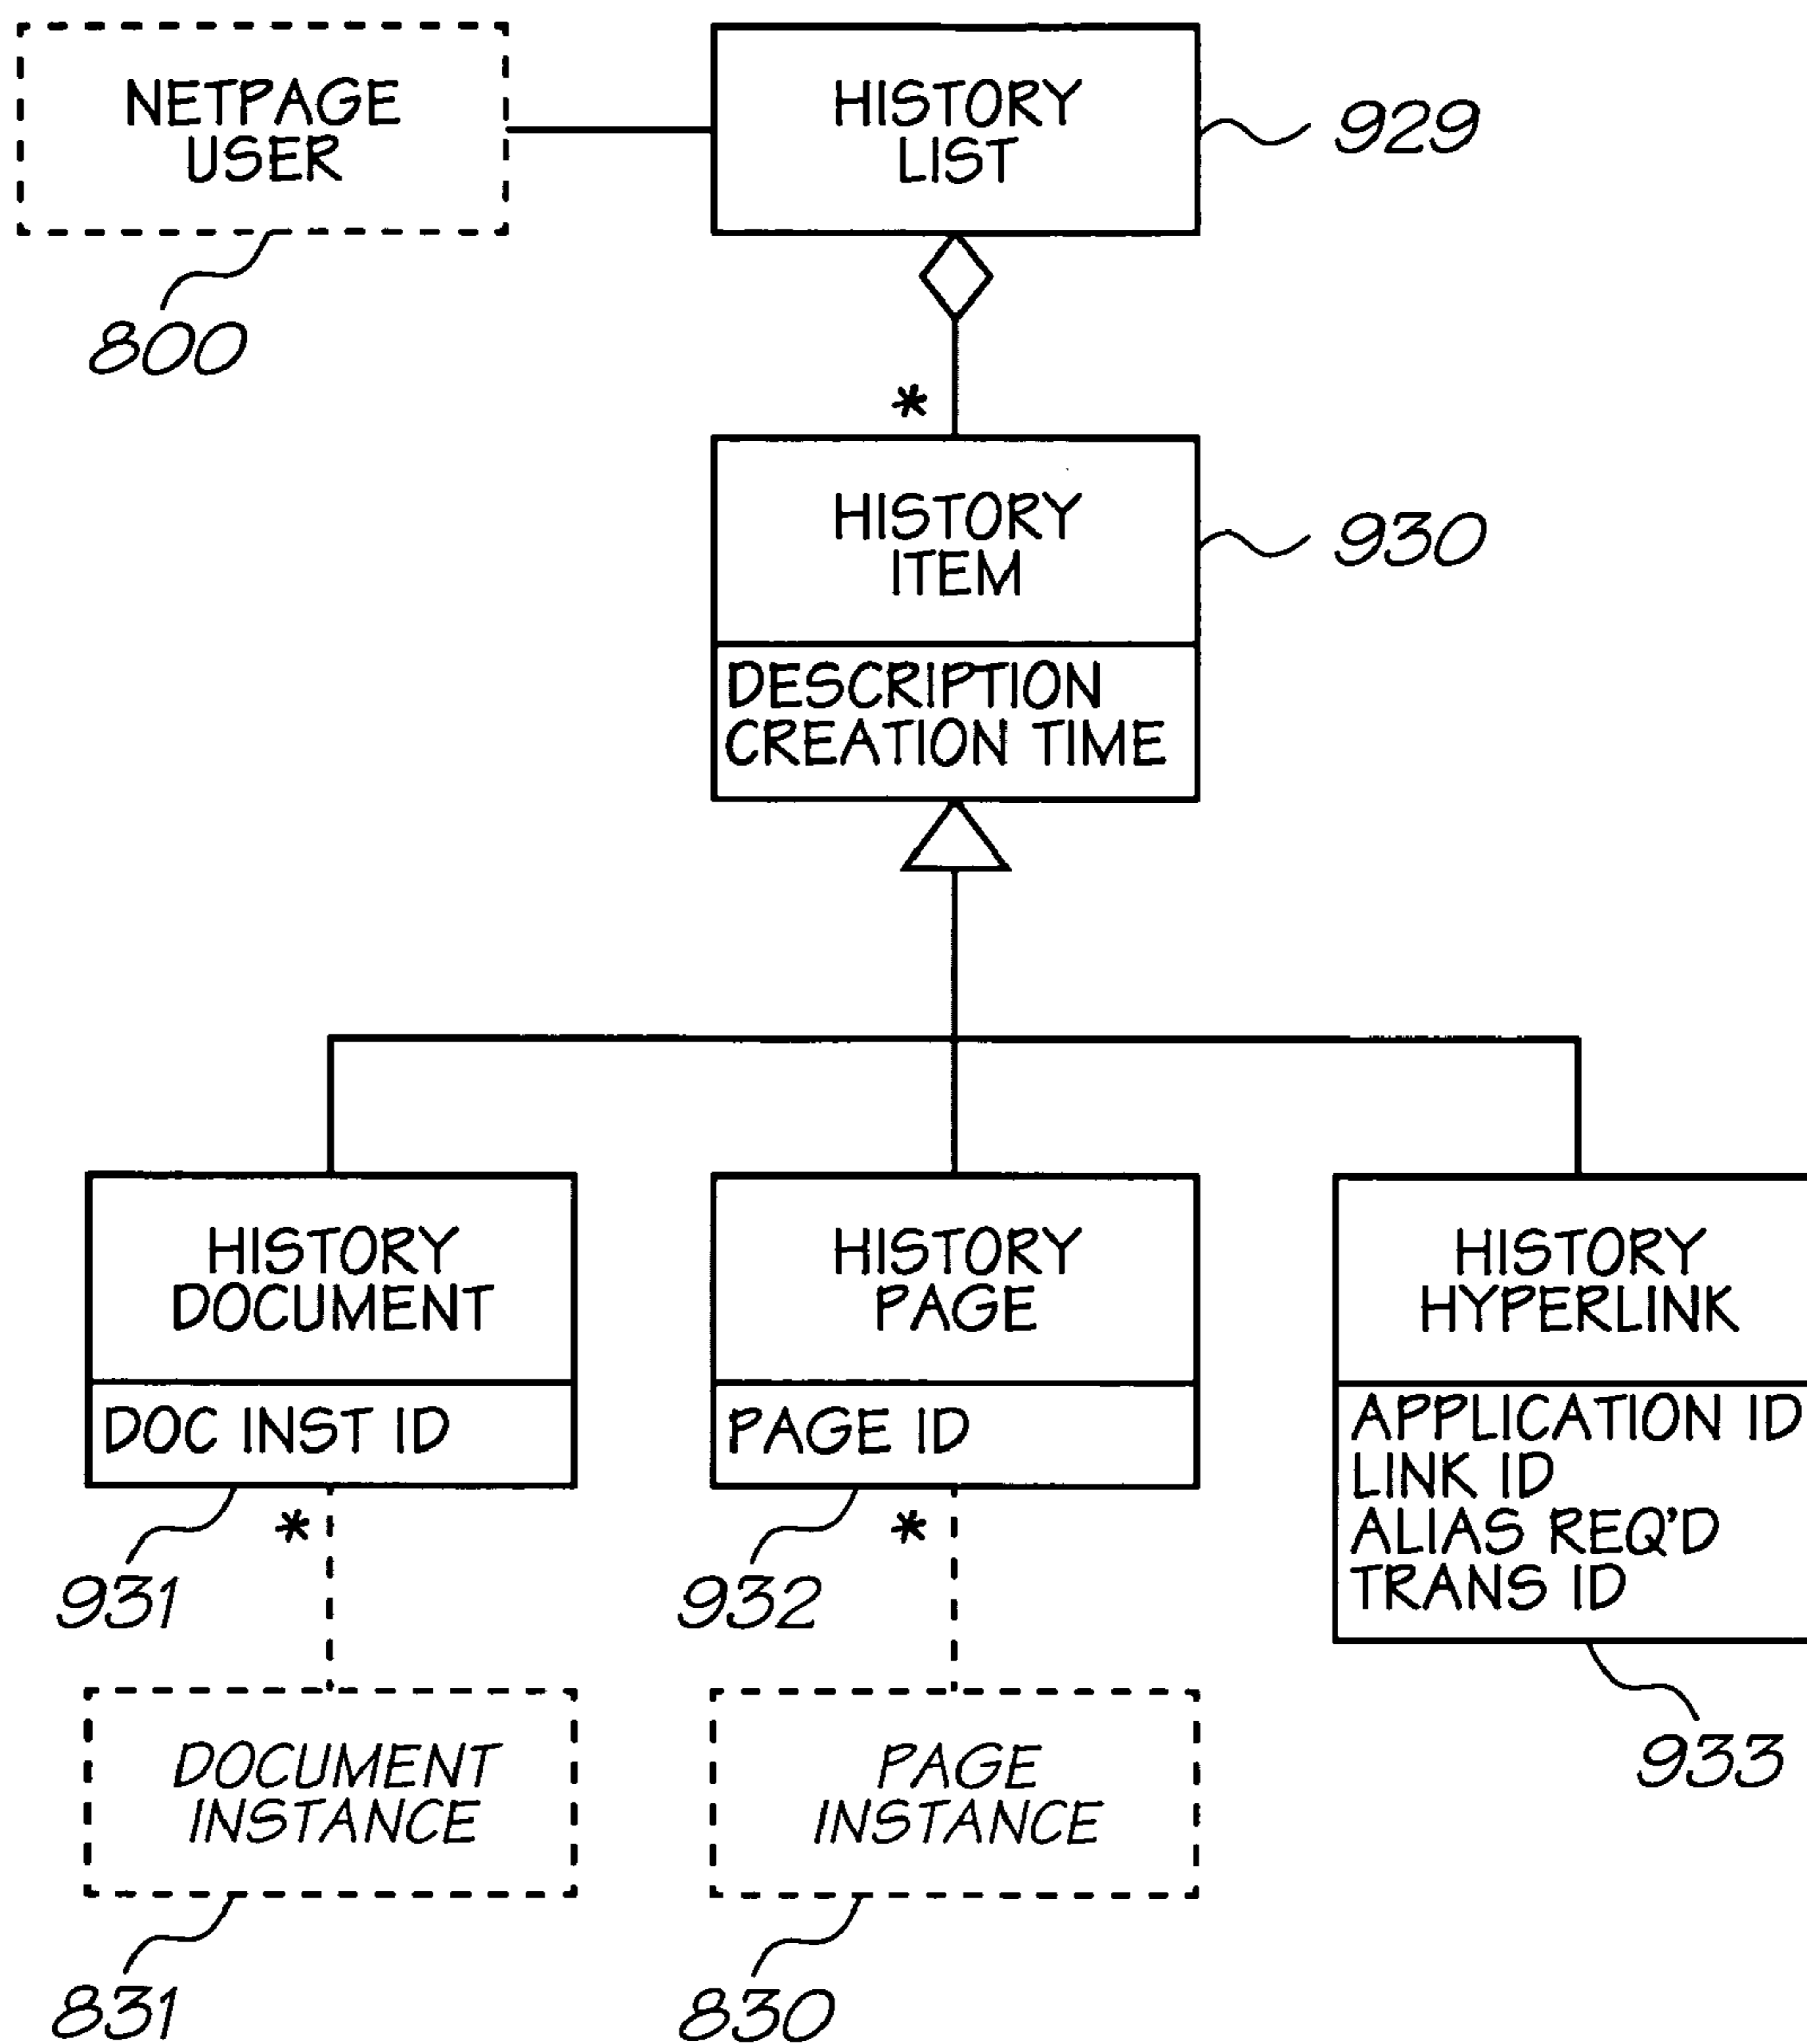 NETPAGE
USER
800
HISTORY
LIST
929
*
HISTORY
ITEM
930
DESCRIPTION
CREATION TIME
HISTORY
DOCUMENT
DOC INST ID
931
*
HISTORY
PAGE
PAGE ID
932
*
HISTORY
HYPERLINK
APPLICATION ID
LINK ID
ALIAS REQ'D
TRANS ID
933
DOCUMENT
INSTANCE
831
PAGE
INSTANCE
830